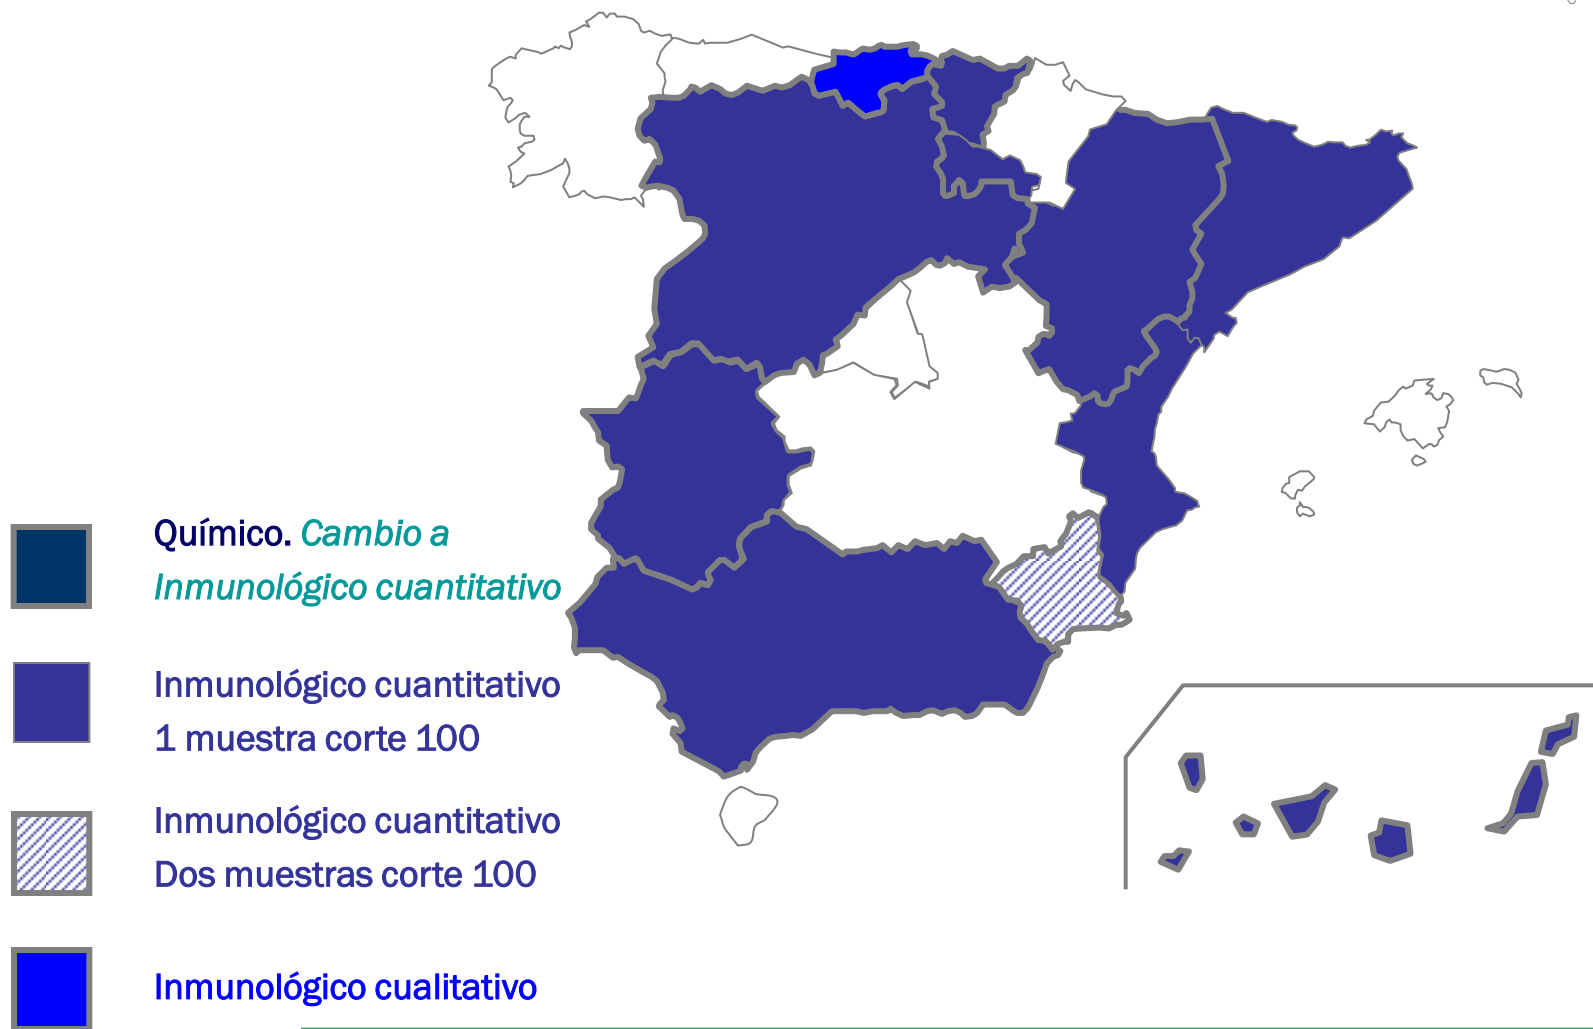 Químico. Cambio a
Inmunológico cuantitativo
Inmunológico cuantitativo
1 muestra corte 100
Inmunológico cuantitativo
Dos muestras corte 100
Inmunológico cualitativo